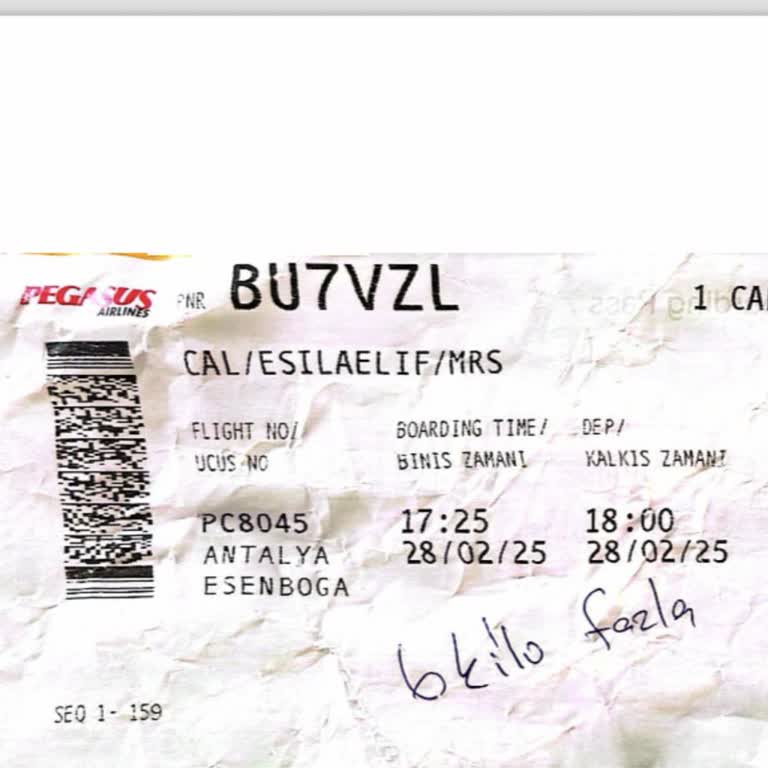 PEGASUS AIRLINES PNR BU7VZL 1 CA
CAL/ESILAELIF/MRS
FLIGHT NO/ BOARDING TIME/ DEP/
UCUS NO BINIS ZAMANI KALKIS ZAMANI
PC8045 17:25 18:00
ANTALYA 28/02/25 28/02/25
ESENBOGA
6 kilo fazla
SEQ 1- 159